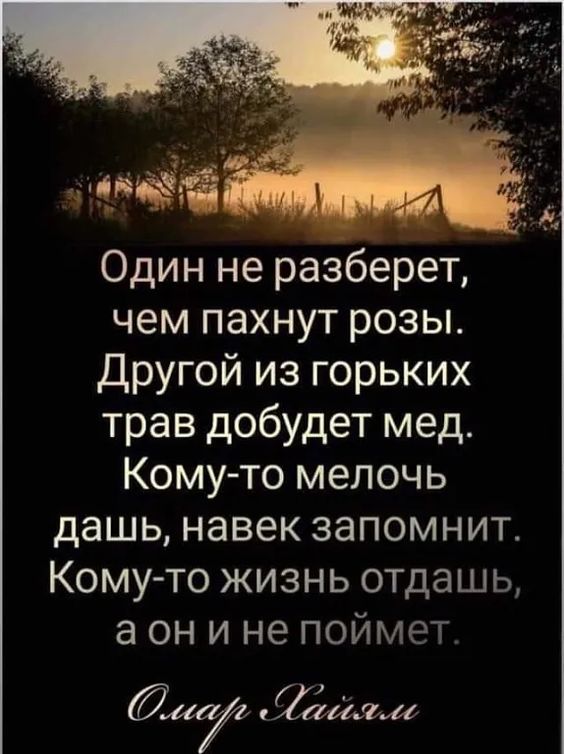 Один не разберет,
чем пахнут розы.
Другой из горьких
трав добудет мед.
Кому-то мелочь
дашь, навек запомнит.
Кому-то жизнь отдашь,
а он и не поймет.
Омар Хайям